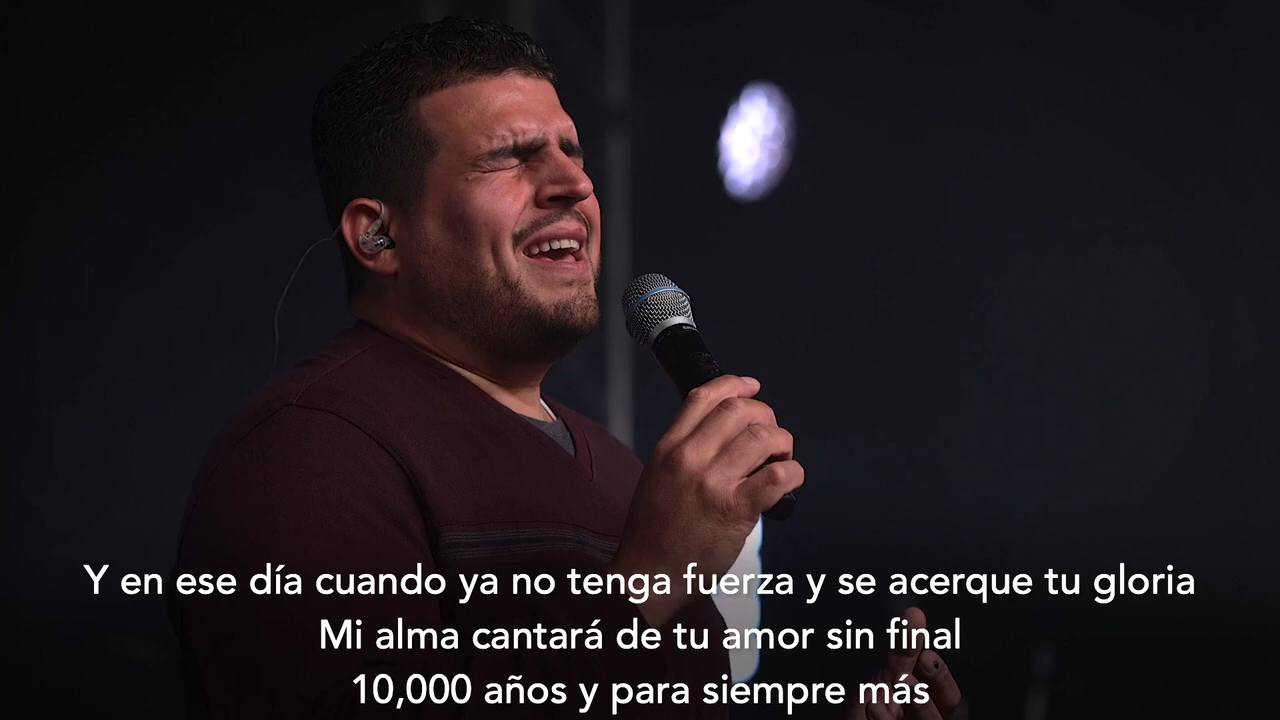 Y en ese día cuando ya no tenga fuerza y se acerque tu gloria
Mi alma cantará de tu amor sin final
10,000 años y para siempre más